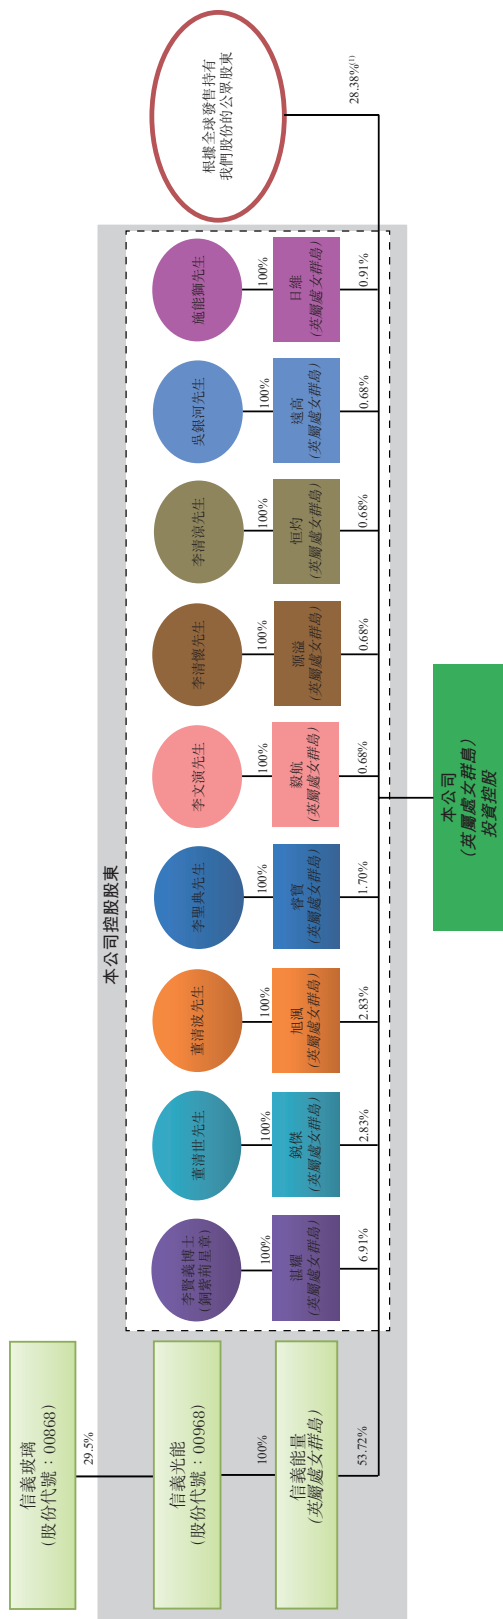 信義玻璃
(股份代號：00868)
29.5%
本公司控股股東
信義光能
(股份代號：00968)
李賢義博士
(銅紫荊星章)
董清世先生
董清波先生
李聖典先生
李文演先生
李清懷先生
李清涼先生
吳銀河先生
施能獅先生
根據全球發售持有
我們股份的公眾股東
100%
100%
100%
100%
100%
100%
100%
100%
100%
100%
信義能量
(英屬處女群島)
湛耀
(英屬處女群島)
銳傑
(英屬處女群島)
旭渢
(英屬處女群島)
睿寶
(英屬處女群島)
毅航
(英屬處女群島)
源溢
(英屬處女群島)
恒灼
(英屬處女群島)
遠高
(英屬處女群島)
日維
(英屬處女群島)
53.72%
6.91%
2.83%
2.83%
1.70%
0.68%
0.68%
0.68%
0.68%
0.91%
28.38%⁽¹⁾
本公司
(英屬處女群島)
投資控股